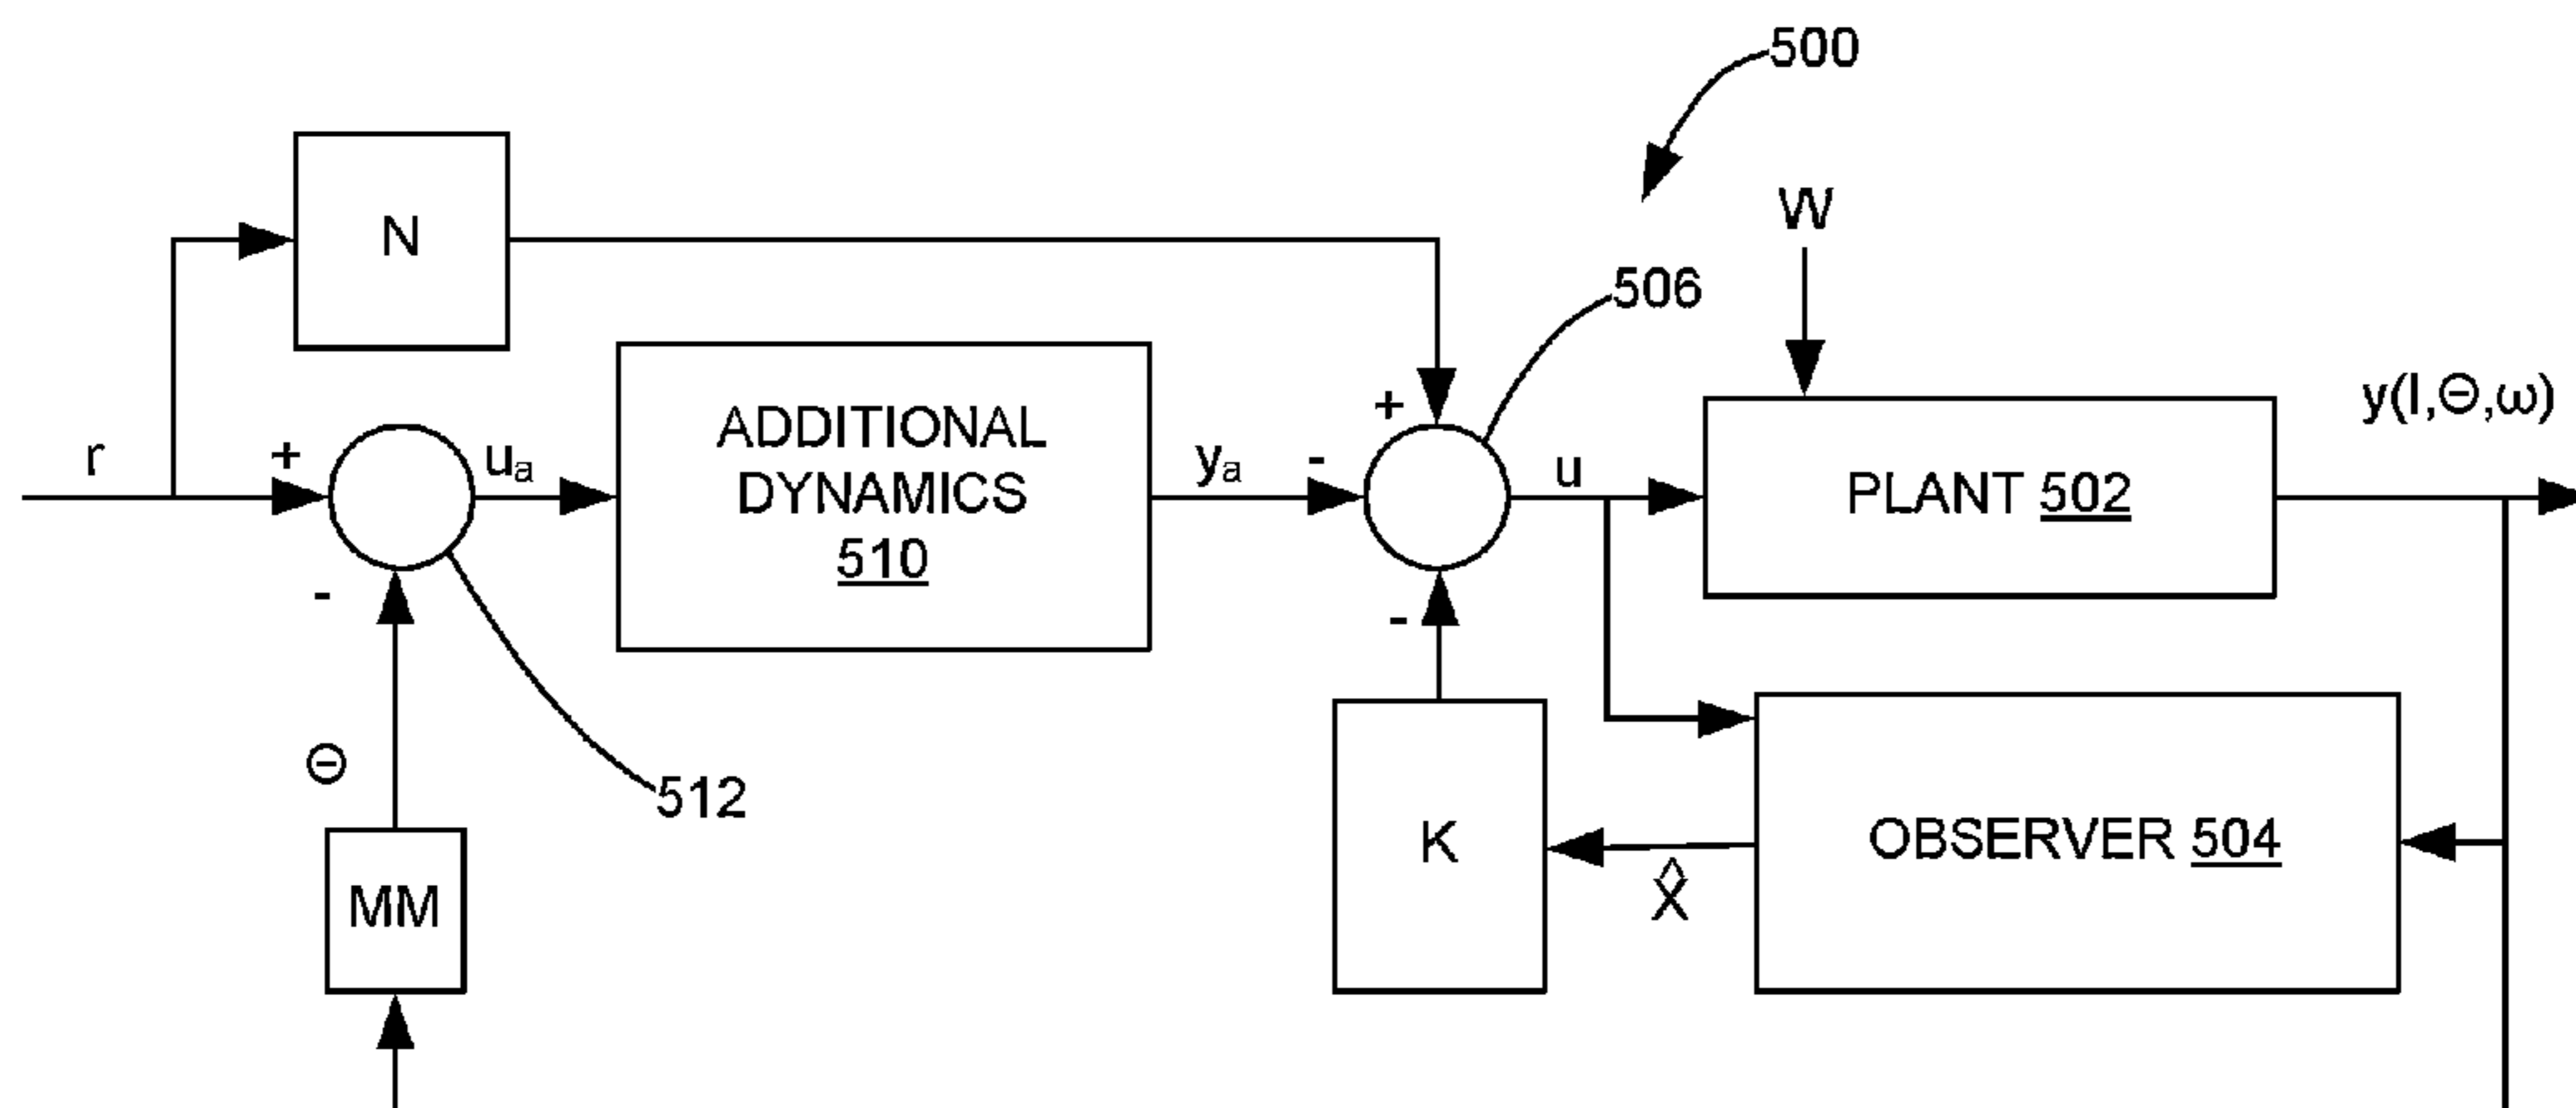 500
N
W
506
y(I,Θ,ω)
r
+
uₐ
ADDITIONAL
DYNAMICS
510
yₐ
-
+
u
PLANT 502
-
-
Θ
512
MM
K
X̂
OBSERVER 504